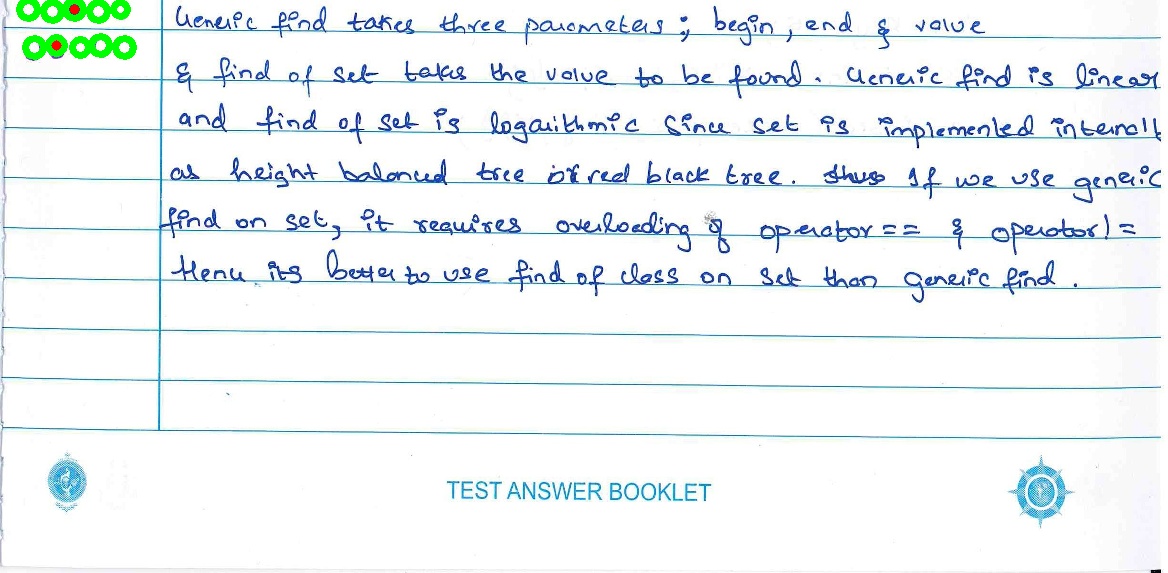 Generic find takes three parameters ; begin, end & value
& find of set takes the value to be found. Generic find is linear
and find of set is logarithmic since set is implemented internall
as height balanced tree red black tree. thus If we use generic
find on set, it requires overloading of operator== & operator!=
Hence its better to use find of class on set than generic find.
TEST ANSWER BOOKLET